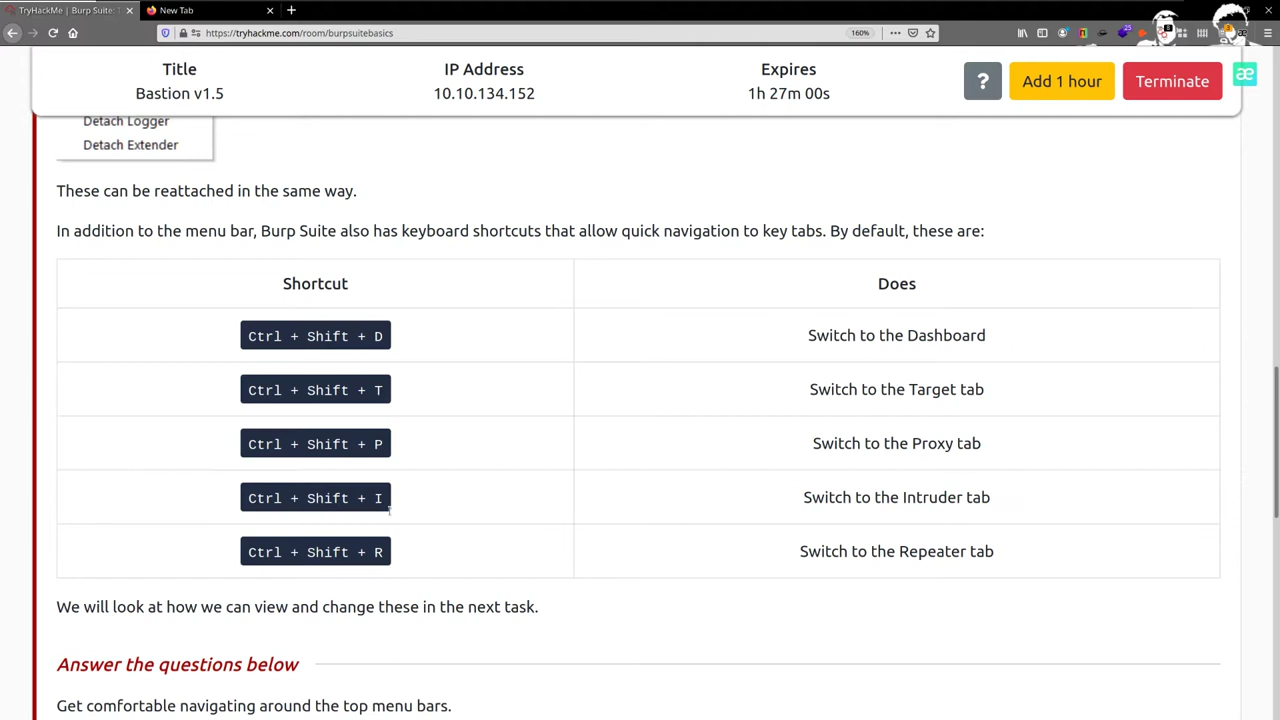 TryHackMe | Burp Suite:
New Tab
https://tryhackme.com/room/burpsuitebasics
160%
Title
IP Address
Expires
Bastion v1.5
10.10.134.152
1h 27m 00s
?
Add 1 hour
Terminate
æ
Detach Logger
Detach Extender
These can be reattached in the same way.
In addition to the menu bar, Burp Suite also has keyboard shortcuts that allow quick navigation to key tabs. By default, these are:
Shortcut
Does
Ctrl + Shift + D
Switch to the Dashboard
Ctrl + Shift + T
Switch to the Target tab
Ctrl + Shift + P
Switch to the Proxy tab
Ctrl + Shift + I
Switch to the Intruder tab
Ctrl + Shift + R
Switch to the Repeater tab
We will look at how we can view and change these in the next task.
Answer the questions below
Get comfortable navigating around the top menu bars.